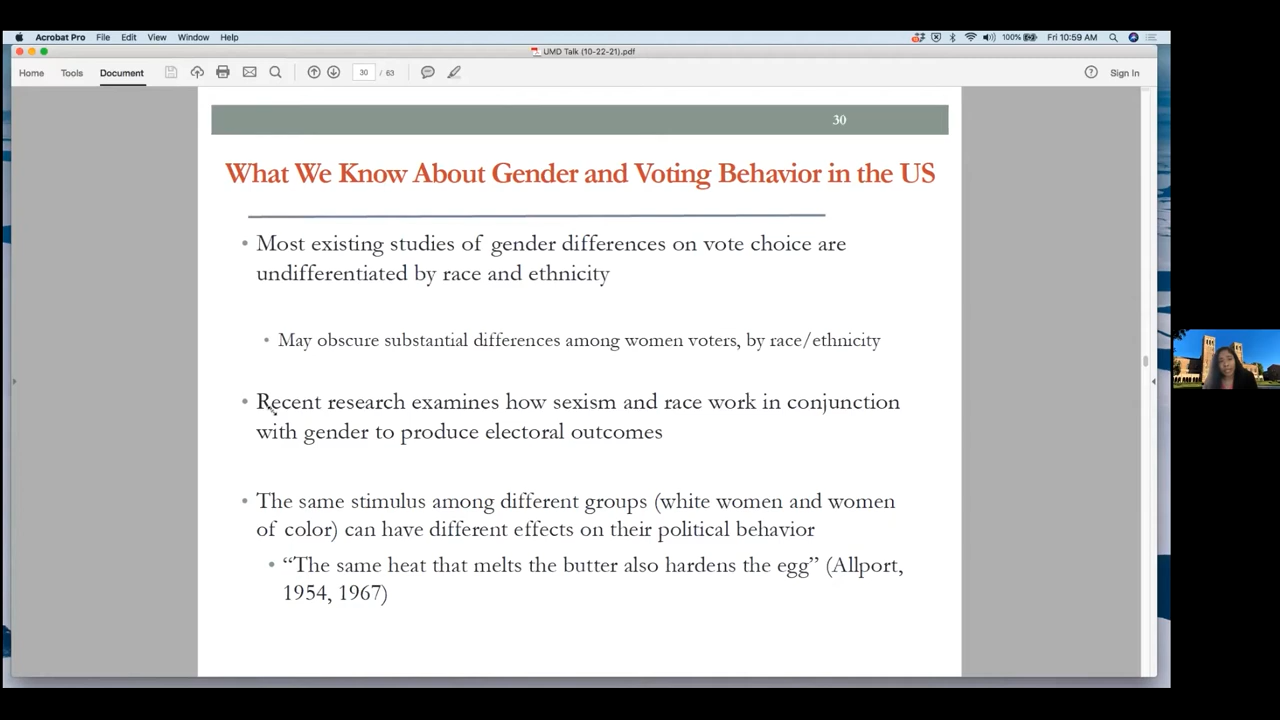 Acrobat Pro File Edit View Window Help 100% Fri 10:59 AM
UMD Talk (10-22-21).pdf
Home Tools Document 30 / 63 Sign In
30
What We Know About Gender and Voting Behavior in the US
• Most existing studies of gender differences on vote choice are
undifferentiated by race and ethnicity
• May obscure substantial differences among women voters, by race/ethnicity
• Recent research examines how sexism and race work in conjunction
with gender to produce electoral outcomes
• The same stimulus among different groups (white women and women
of color) can have different effects on their political behavior
• “The same heat that melts the butter also hardens the egg” (Allport,
1954, 1967)